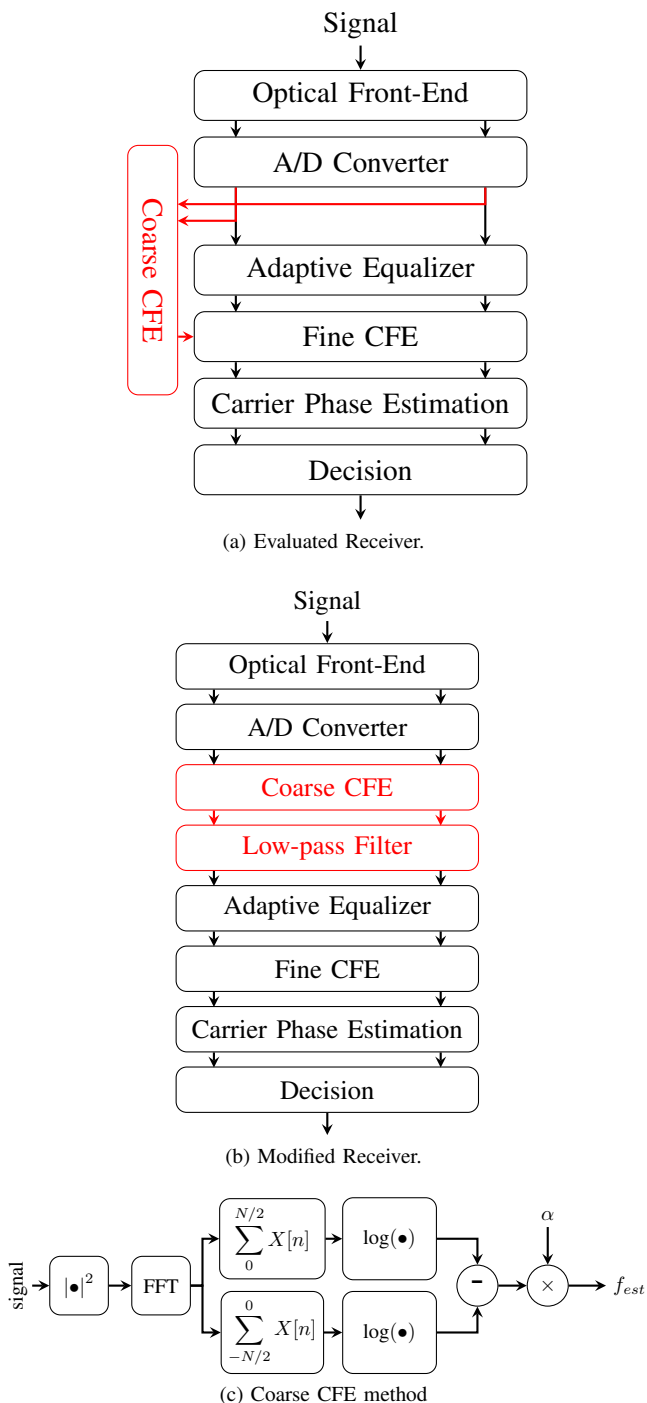 Signal
Optical Front-End
A/D Converter
Coarse CFE
Adaptive Equalizer
Fine CFE
Carrier Phase Estimation
Decision
(a) Evaluated Receiver.
Signal
Optical Front-End
A/D Converter
Coarse CFE
Low-pass Filter
Adaptive Equalizer
Fine CFE
Carrier Phase Estimation
Decision
(b) Modified Receiver.
signal
|•|²
FFT
N/2
∑ X[n]
0
log(•)
0
∑ X[n]
−N/2
log(•)
-
α
×
f_{est}
(c) Coarse CFE method